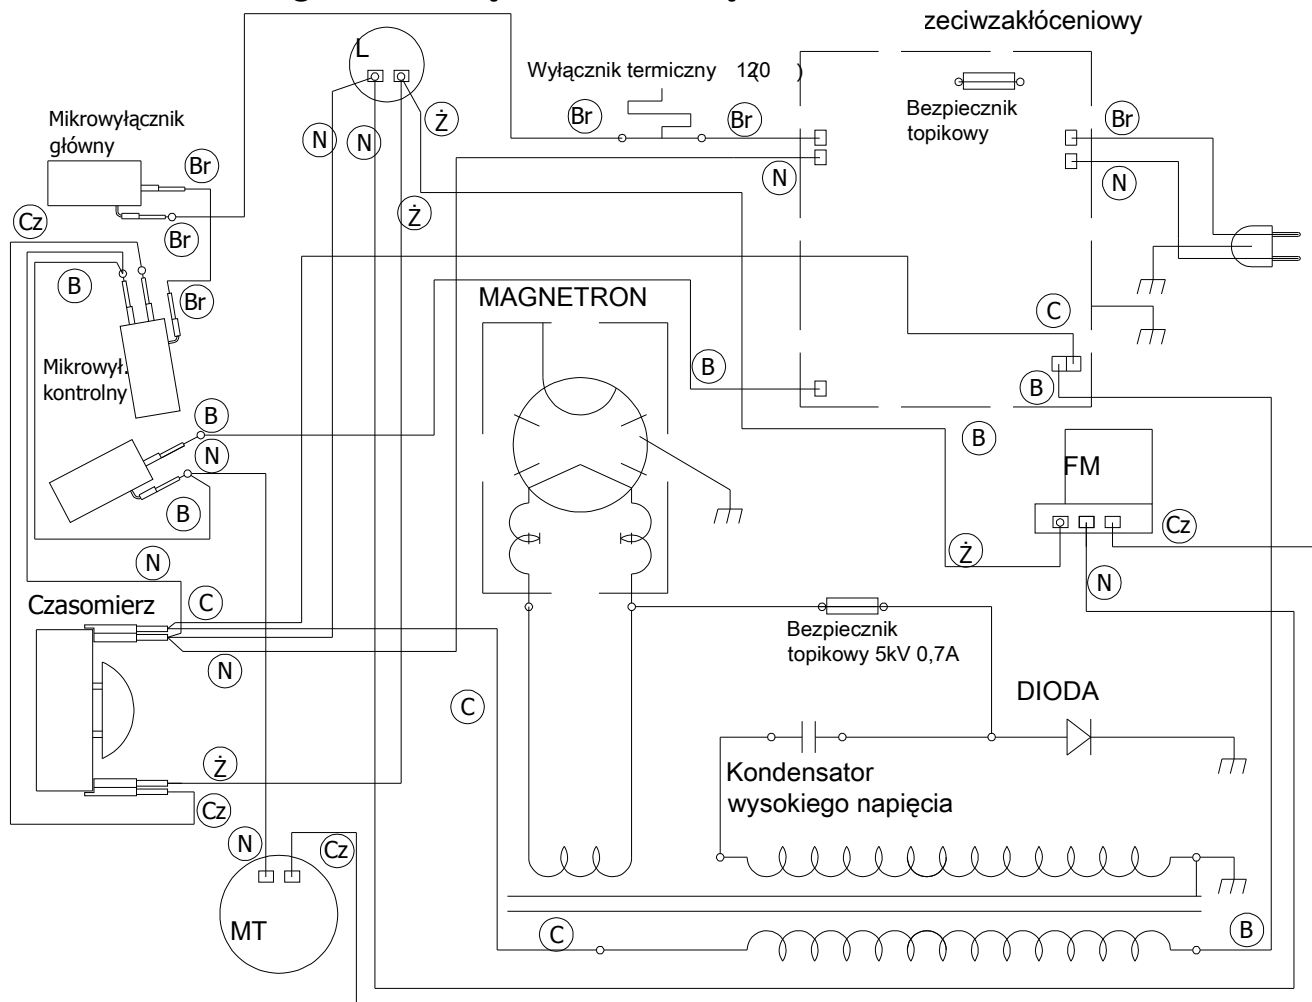 zeciwzakłóceniowy
L
Wyłącznik termiczny 120 )
Bezpiecznik
topikowy
Br
Br
Br
Ż
N
N
Mikrowyłącznik
główny
Br
N
N
Cz
Br
Ż
B
Br
MAGNETRON
C
Mikrowył.
kontrolny
B
B
B
N
B
B
FM
Cz
Ż
N
N
Czasomierz
C
N
Bezpiecznik
topikowy 5kV 0,7A
C
DIODA
Ż
Kondensator
wysokiego napięcia
Cz
N
Cz
MT
C
B